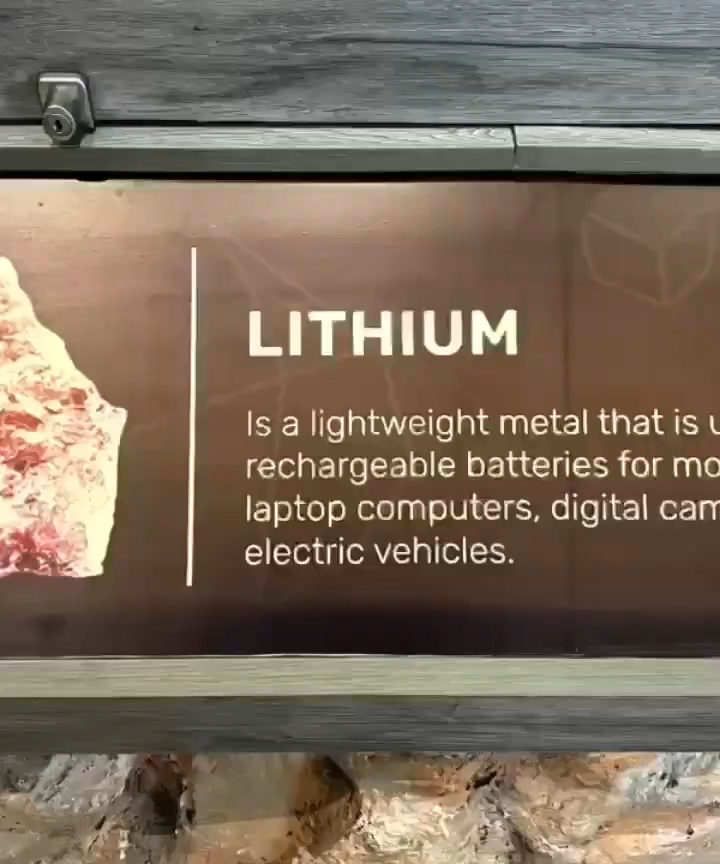 LITHIUM
Is a lightweight metal that is
rechargeable batteries for
laptop computers, digital
electric vehicles.